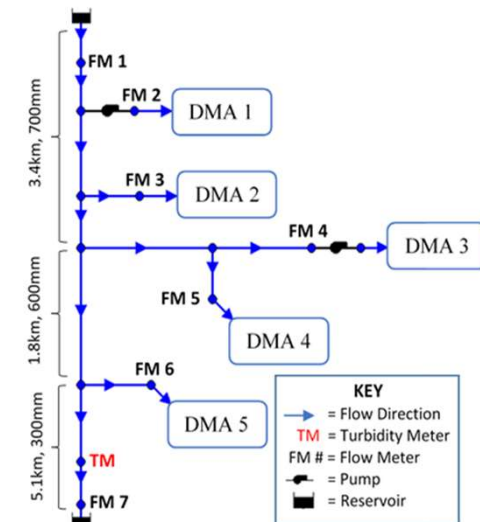 FM 1
FM 2
DMA 1
3.4km, 700mm
FM 3
DMA 2
FM 4
DMA 3
FM 5
1.8km, 600mm
DMA 4
FM 6
DMA 5
5.1km, 300mm
TM
FM 7
KEY
= Flow Direction
TM = Turbidity Meter
FM # = Flow Meter
= Pump
= Reservoir